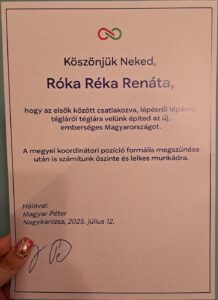 Köszönjük Neked,
Róka Réka Renáta,
hogy az elsők között csatlakozva, lépésről lépésre,
tégláról téglára velünk építed az új,
emberséges Magyarországot.
A megyei koordinátori pozíció formális megszűnése
után is számítunk őszinte és lelkes munkádra.
Hálával:
Magyar Péter
Nagykanizsa, 2025. július 12.